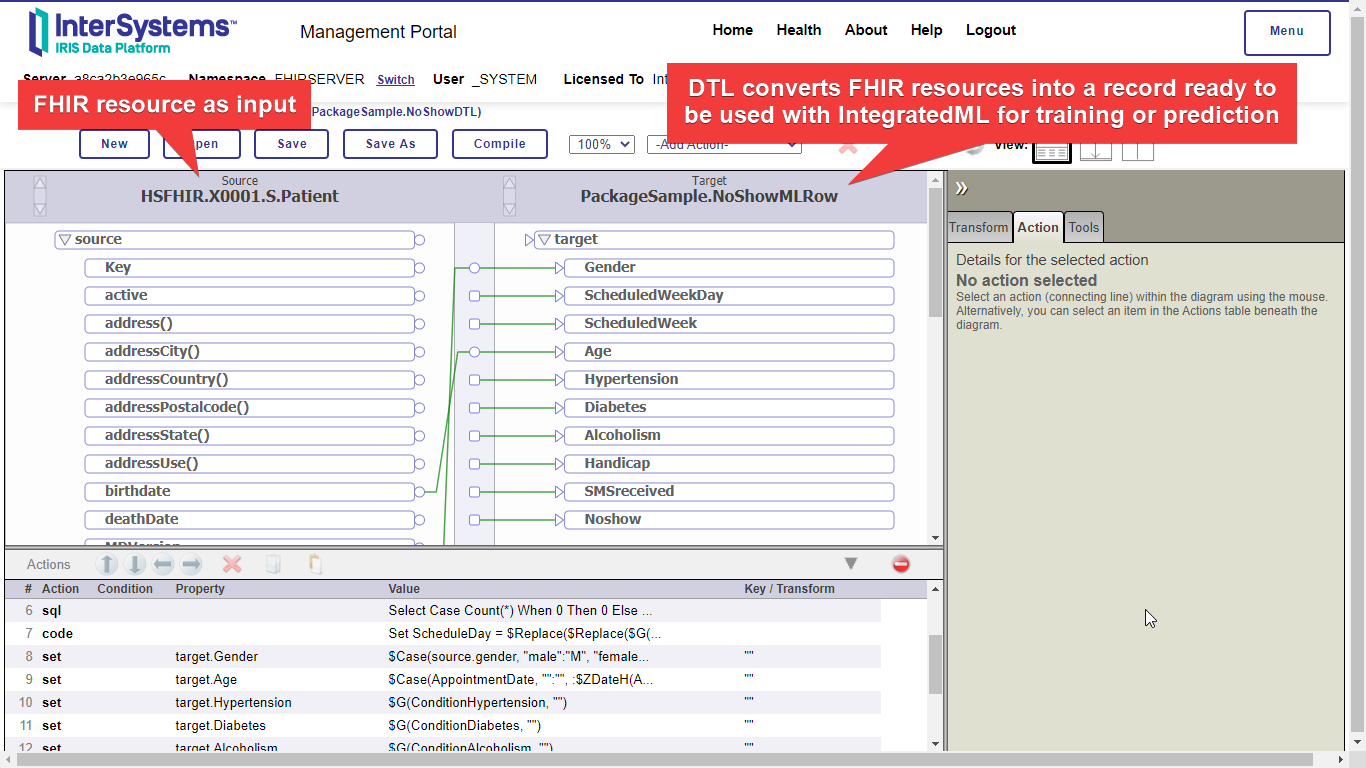 InterSystems™
IRIS Data Platform
Management Portal
Home Health About Help Logout
Menu
Server a8ca2b3e965c Namespace FHIRSERVER Switch User _SYSTEM Licensed To
FHIR resource as input
DTL converts FHIR resources into a record ready to
be used with IntegratedML for training or prediction
PackageSample.NoShowDTL)
New Open Save Save As Compile 100% -Add Action- View:
Source
HSFHIR.X0001.S.Patient
Target
PackageSample.NoShowMLRow
source
Key
active
address()
addressCity()
addressCountry()
addressPostalcode()
addressState()
addressUse()
birthdate
deathDate
target
Gender
ScheduledWeekDay
ScheduledWeek
Age
Hypertension
Diabetes
Alcoholism
Handicap
SMSreceived
Noshow
»
Transform Action Tools
Details for the selected action
No action selected
Select an action (connecting line) within the diagram using the mouse.
Alternatively, you can select an item in the Actions table beneath the
diagram.
Actions
# Action Condition Property Value Key / Transform
6 sql Select Case Count(*) When 0 Then 0 Else ...
7 code Set ScheduleDay = $Replace($Replace($G(...
8 set target.Gender $Case(source.gender, "male":"M", "female... ""
9 set target.Age $Case(AppointmentDate, "":"", :$ZDateH(A... ""
10 set target.Hypertension $G(ConditionHypertension, "") ""
11 set target.Diabetes $G(ConditionDiabetes, "") ""
12 set target.Alcoholism $G(ConditionAlcoholism, "") ""